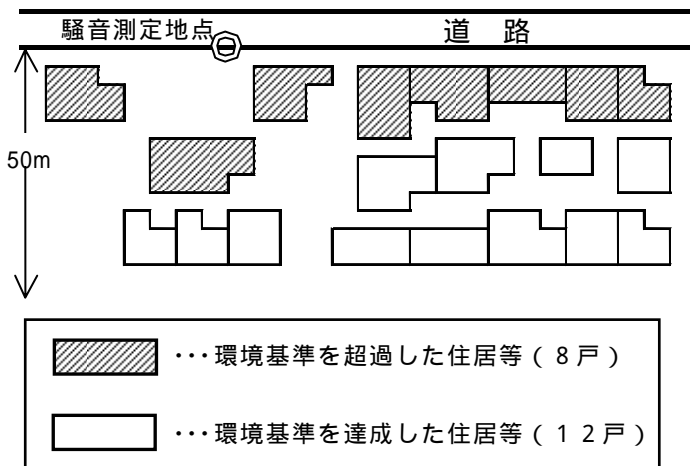 騒音測定地点
道 路
50m
･･･環境基準を超過した住居等(8戸)
･･･環境基準を達成した住居等(12戸)